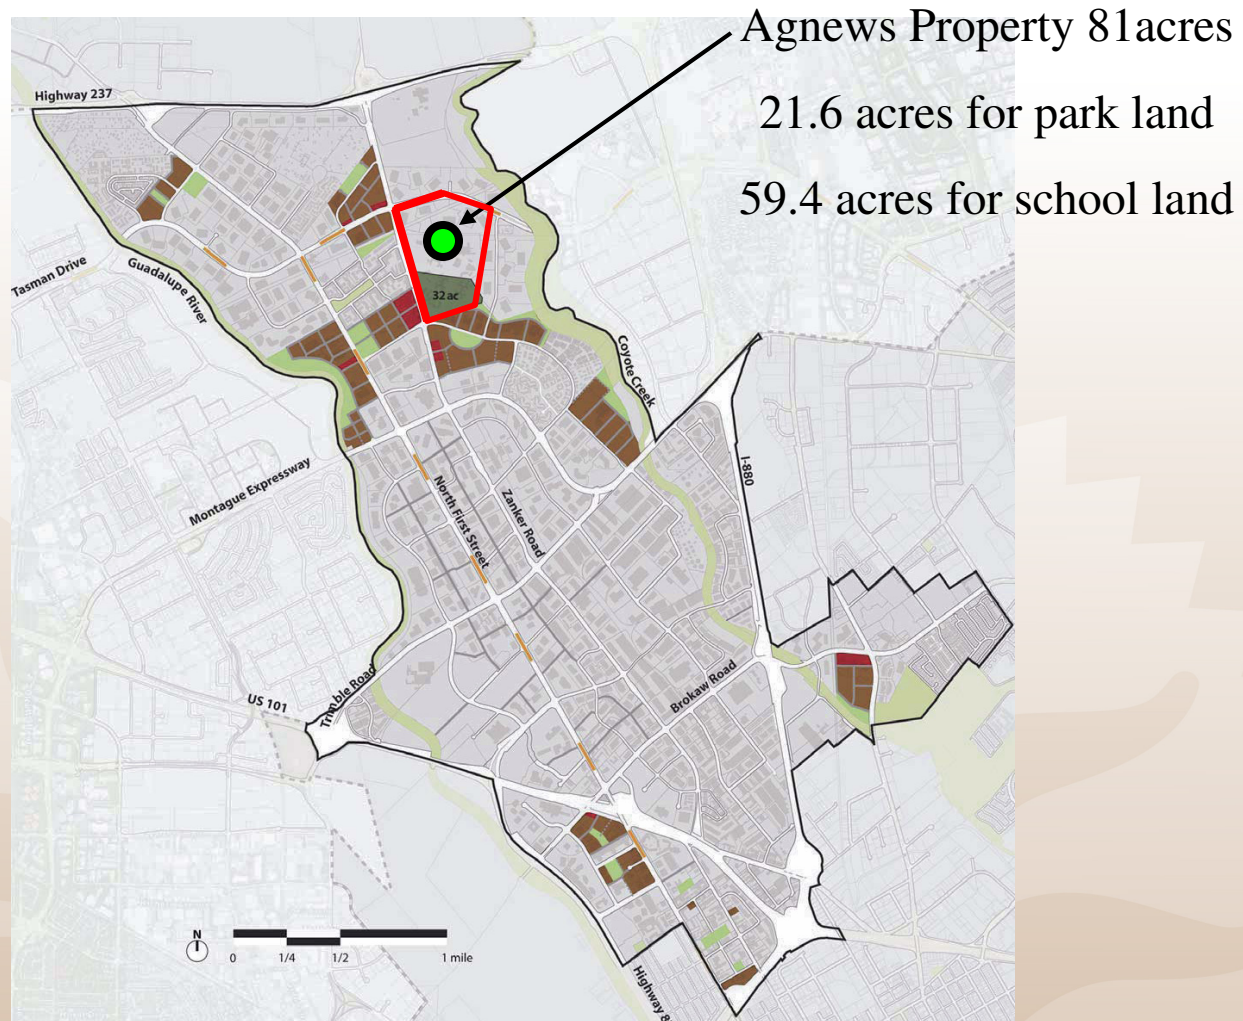 Agnews Property 81acres
21.6 acres for park land
59.4 acres for school land
Highway 237
Tasman Drive
Guadalupe River
32 ac
Coyote Creek
Montague Expressway
North First Street
Zanker Road
I-880
Trimble Road
US 101
Brokaw Road
N
0 1/4 1/2 1 mile
Highway 8